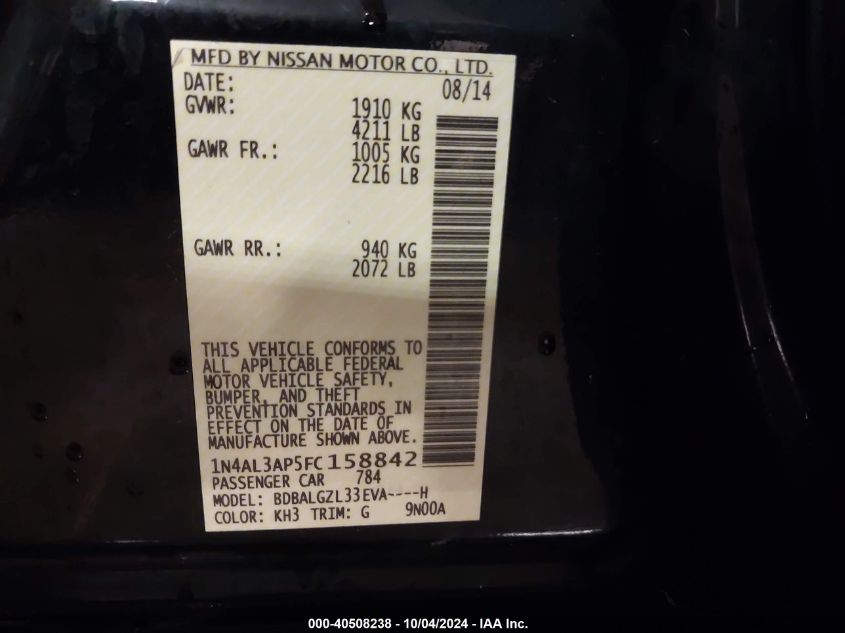 MFD BY NISSAN MOTOR CO., LTD.
DATE: 08/14
GVWR: 1910 KG
4211 LB
GAWR FR.: 1005 KG
2216 LB
GAWR RR.: 940 KG
2072 LB
THIS VEHICLE CONFORMS TO
ALL APPLICABLE FEDERAL
MOTOR VEHICLE SAFETY,
BUMPER, AND THEFT
PREVENTION STANDARDS IN
EFFECT ON THE DATE OF
MANUFACTURE SHOWN ABOVE.
1N4AL3AP5FC158842
PASSENGER CAR 784
MODEL: BDBALGZL33EVA----H
COLOR: KH3 TRIM: G 9N00A
000-40508238 - 10/04/2024 - IAA Inc.